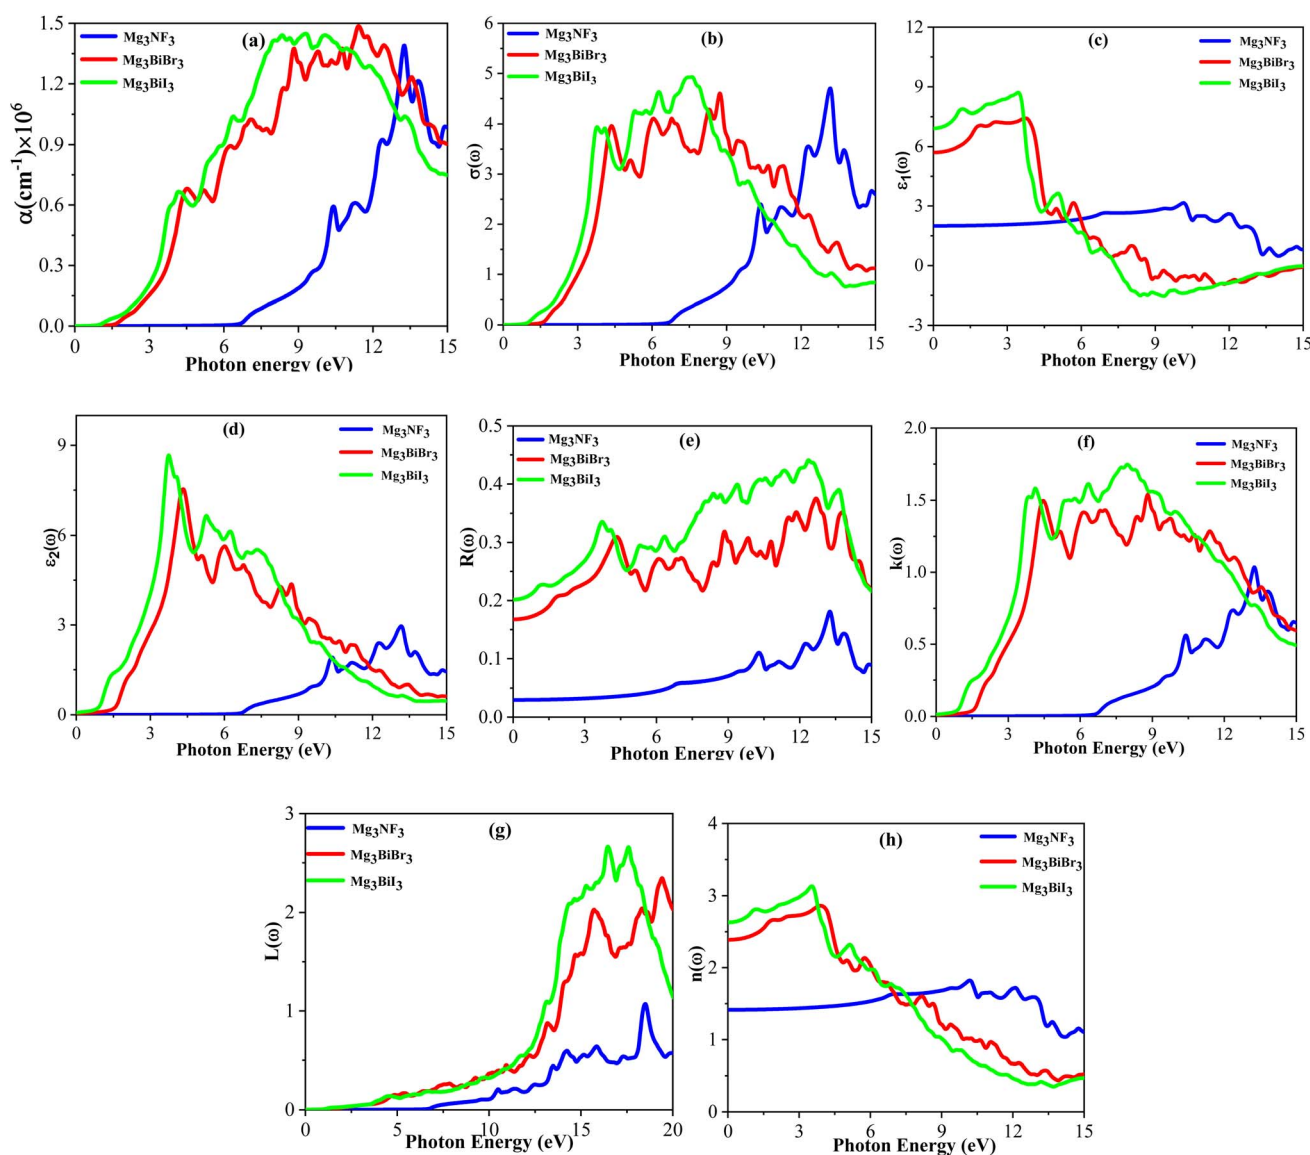 1.5
1.2
0.9
0.6
0.3
0.0
α(cm⁻¹)×10⁶
(a)
Mg₃NF₃
Mg₃BiBr₃
Mg₃BiI₃
3 6 9 12 15
Photon energy (eV)
6
5
4
3
2
1
0
σ(ω)
(b)
Mg₃NF₃
Mg₃BiBr₃
Mg₃BiI₃
0 3 6 9 12 15
Photon Energy (eV)
12
9
6
3
0
-3
ε₁(ω)
(c)
Mg₃NF₃
Mg₃BiBr₃
Mg₃BiI₃
0 3 6 9 12 15
Photon Energy (eV)
9
6
3
0
ε₂(ω)
(d)
Mg₃NF₃
Mg₃BiBr₃
Mg₃BiI₃
0 3 6 9 12 15
Photon Energy (eV)
0.5
0.4
0.3
0.2
0.1
0.0
R(ω)
(e)
Mg₃NF₃
Mg₃BiBr₃
Mg₃BiI₃
0 3 6 9 12 15
Photon Energy (eV)
2.0
1.5
1.0
0.5
0.0
k(ω)
(f)
Mg₃NF₃
Mg₃BiBr₃
Mg₃BiI₃
0 3 6 9 12 15
Photon Energy (eV)
3
2
1
0
L(ω)
(g)
Mg₃NF₃
Mg₃BiBr₃
Mg₃BiI₃
0 5 10 15 20
Photon Energy (eV)
4
3
2
1
0
n(ω)
(h)
Mg₃NF₃
Mg₃BiBr₃
Mg₃BiI₃
0 3 6 9 12 15
Photon Energy (eV)